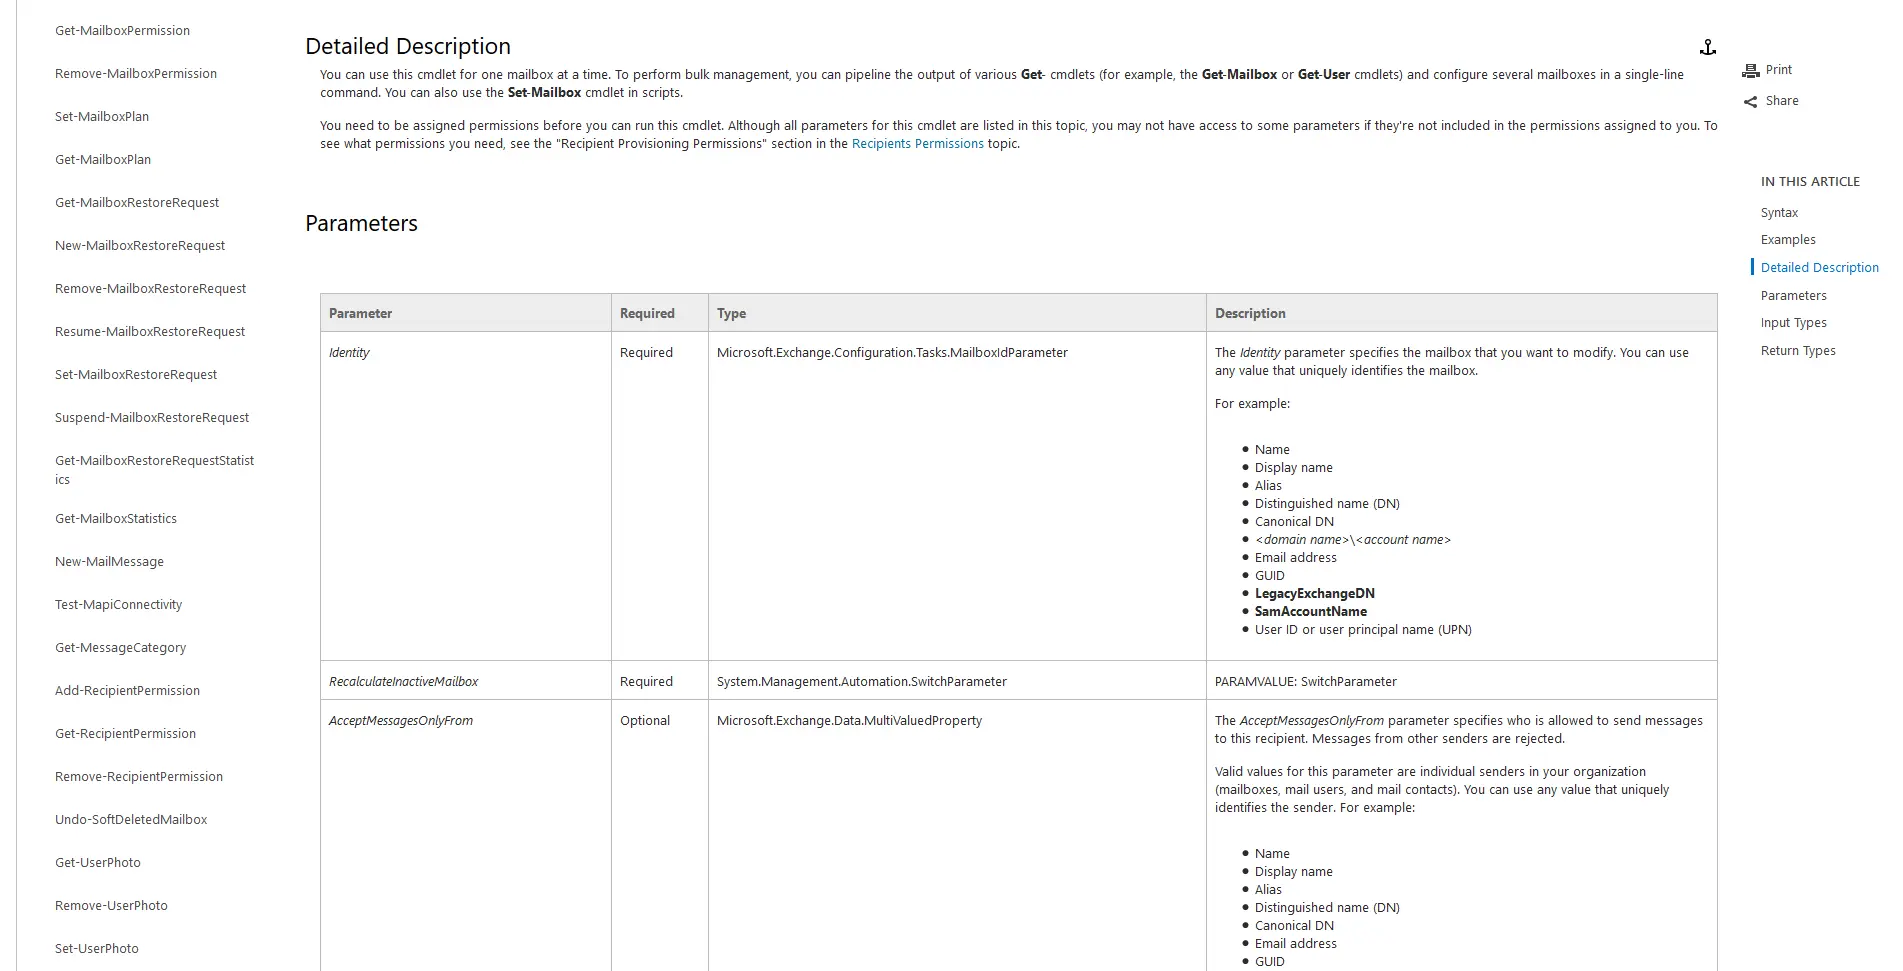 Get-MailboxPermission
Remove-MailboxPermission
Set-MailboxPlan
Get-MailboxPlan
Get-MailboxRestoreRequest
New-MailboxRestoreRequest
Remove-MailboxRestoreRequest
Resume-MailboxRestoreRequest
Set-MailboxRestoreRequest
Suspend-MailboxRestoreRequest
Get-MailboxRestoreRequestStatist
ics
Get-MailboxStatistics
New-MailMessage
Test-MapiConnectivity
Get-MessageCategory
Add-RecipientPermission
Get-RecipientPermission
Remove-RecipientPermission
Undo-SoftDeletedMailbox
Get-UserPhoto
Remove-UserPhoto
Set-UserPhoto
Detailed Description
You can use this cmdlet for one mailbox at a time. To perform bulk management, you can pipeline the output of various Get- cmdlets (for example, the Get-Mailbox or Get-User cmdlets) and configure several mailboxes in a single-line
command. You can also use the Set-Mailbox cmdlet in scripts.
You need to be assigned permissions before you can run this cmdlet. Although all parameters for this cmdlet are listed in this topic, you may not have access to some parameters if they're not included in the permissions assigned to you. To
see what permissions you need, see the "Recipient Provisioning Permissions" section in the Recipients Permissions topic.
Parameters
Parameter Required Type Description
Identity Required Microsoft.Exchange.Configuration.Tasks.MailboxIdParameter The Identity parameter specifies the mailbox that you want to modify. You can use
any value that uniquely identifies the mailbox.
For example:
Name
Display name
Alias
Distinguished name (DN)
Canonical DN
<domain name>\<account name>
Email address
GUID
LegacyExchangeDN
SamAccountName
User ID or user principal name (UPN)
RecalculateInactiveMailbox Required System.Management.Automation.SwitchParameter PARAMVALUE: SwitchParameter
AcceptMessagesOnlyFrom Optional Microsoft.Exchange.Data.MultiValuedProperty The AcceptMessagesOnlyFrom parameter specifies who is allowed to send messages
to this recipient. Messages from other senders are rejected.
Valid values for this parameter are individual senders in your organization
(mailboxes, mail users, and mail contacts). You can use any value that uniquely
identifies the sender. For example:
Name
Display name
Alias
Distinguished name (DN)
Canonical DN
Email address
GUID
Print
Share
IN THIS ARTICLE
Syntax
Examples
Detailed Description
Parameters
Input Types
Return Types